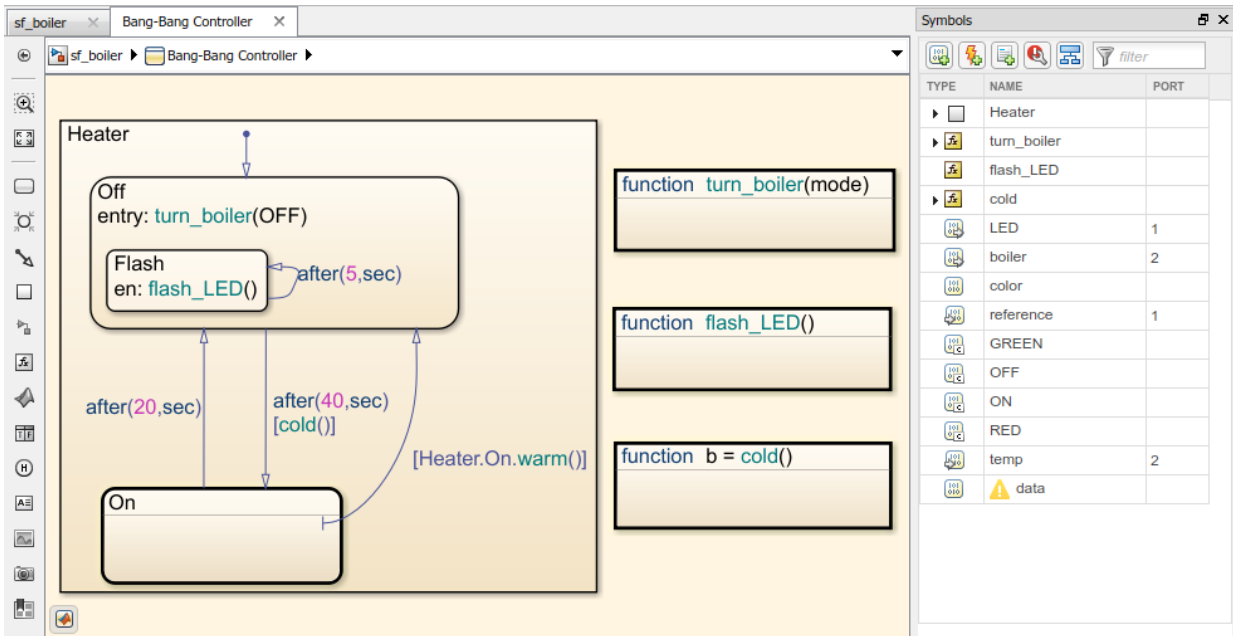 sf_boiler
Bang-Bang Controller
Symbols
sf_boiler
Bang-Bang Controller
filter
TYPE NAME PORT
Heater
turn_boiler
flash_LED
cold
LED 1
boiler 2
color
reference 1
GREEN
OFF
ON
RED
temp 2
data
Heater
Off
entry: turn_boiler(OFF)
Flash
en: flash_LED()
after(5,sec)
after(20,sec)
after(40,sec)
[cold()]
[Heater.On.warm()]
On
function turn_boiler(mode)
function flash_LED()
function b = cold()